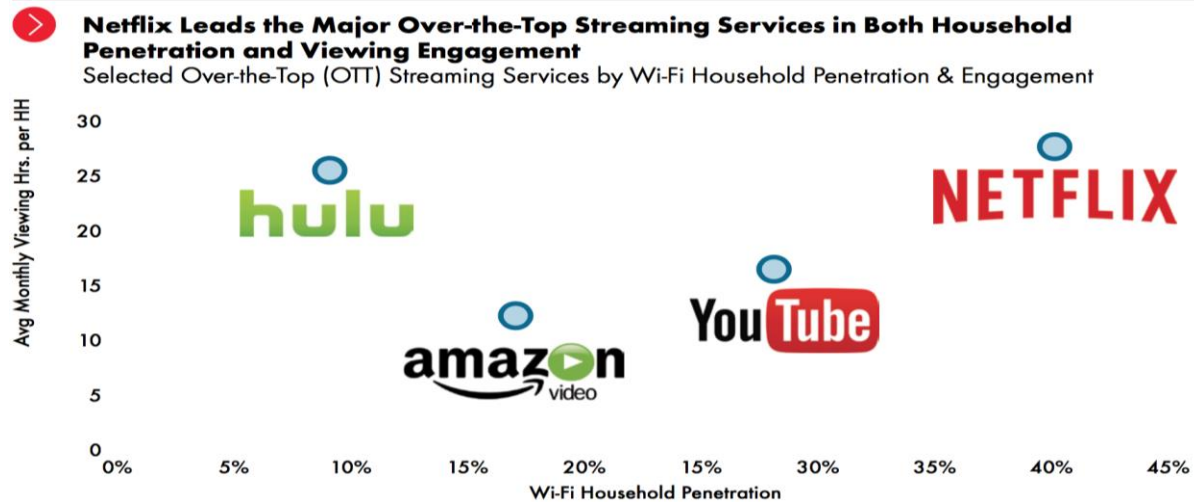 Netflix Leads the Major Over-the-Top Streaming Services in Both Household
Penetration and Viewing Engagement
Selected Over-the-Top (OTT) Streaming Services by Wi-Fi Household Penetration & Engagement
Avg Monthly Viewing Hrs. per HH
30
25
20
15
10
5
0
hulu
amazon
video
YouTube
NETFLIX
0% 5% 10% 15% 20% 15% 30% 35% 40% 45%
Wi-Fi Household Penetration